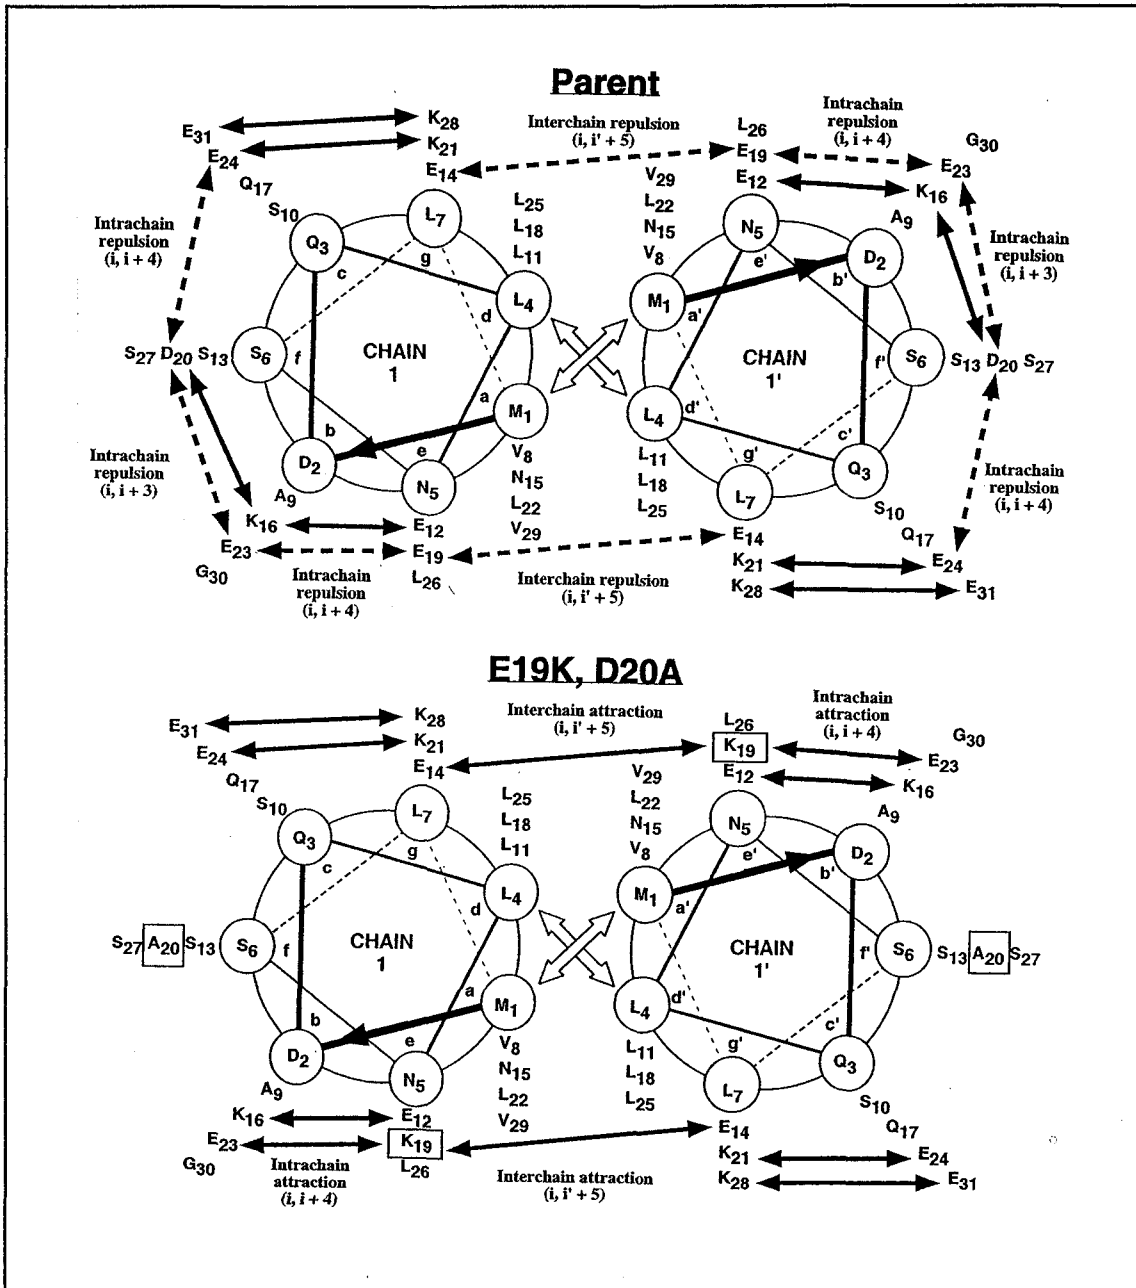 Parent
E31 K28
E24 K21
Q17 E14
S10
Interchain repulsion
(i, i' + 5)
L26
E19
E12
Intrachain
repulsion
(i, i + 4)
G30
E23
K16
A9
Intrachain
repulsion
(i, i + 4)
Q3
L7
L25
L18
L11
V29
L22
N15
V8
N5
D2
Intrachain
repulsion
(i, i + 3)
c
g
d
L4
M1
a'
e'
b'
S27 D20 S13 S6 f
CHAIN
1
CHAIN
1'
f' S6 S13 D20 S27
b
e
a
M1
L4
d'
g'
c'
Intrachain
repulsion
(i, i + 3)
D2
N5
V8
N15
L22
V29
L11
L18
L25
L7
Q3
Intrachain
repulsion
(i, i + 4)
A9
K16
E23
G30
E12
E19
L26
Intrachain
repulsion
(i, i + 4)
Interchain repulsion
(i, i' + 5)
E14
K21
K28
S10
Q17
E24
E31
E19K, D20A
E31 K28
E24 K21
Q17 E14
S10
Interchain attraction
(i, i' + 5)
L26
K19
E12
Intrachain
attraction
(i, i + 4)
G30
E23
K16
A9
Q3
L7
L25
L18
L11
V29
L22
N15
V8
N5
D2
c
g
d
L4
M1
a'
e'
b'
S27 A20 S13 S6 f
CHAIN
1
CHAIN
1'
f' S6 S13 A20 S27
b
e
a
M1
L4
d'
g'
c'
D2
N5
V8
N15
L22
V29
L11
L18
L25
L7
Q3
A9
K16
E23
G30
E12
K19
L26
Intrachain
attraction
(i, i + 4)
Interchain attraction
(i, i' + 5)
E14
K21
K28
S10
Q17
E24
E31